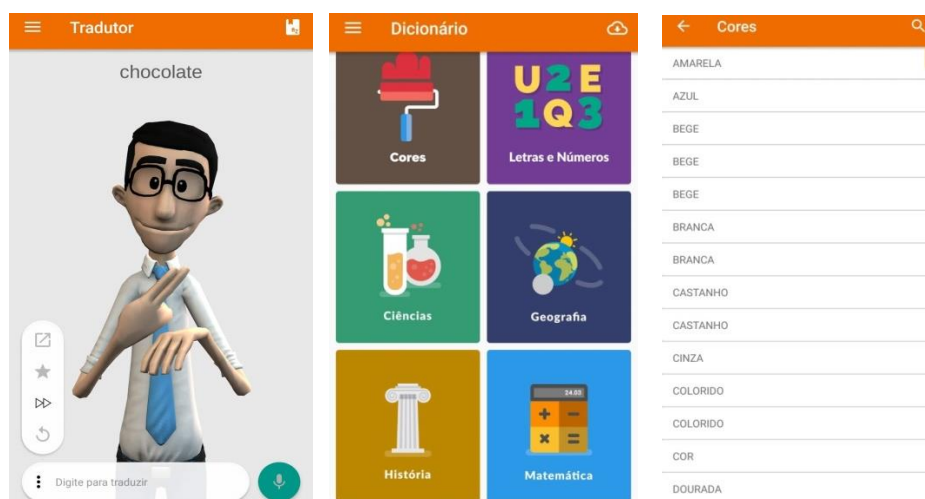 Tradutor
chocolate
Digite para traduzir
Dicionário
U2E
1Q3
Cores
Letras e Números
Ciências
Geografia
24.03
História
Matemática
Cores
AMARELA
AZUL
BEGE
BEGE
BEGE
BRANCA
BRANCA
CASTANHO
CASTANHO
CINZA
COLORIDO
COLORIDO
COR
DOURADA